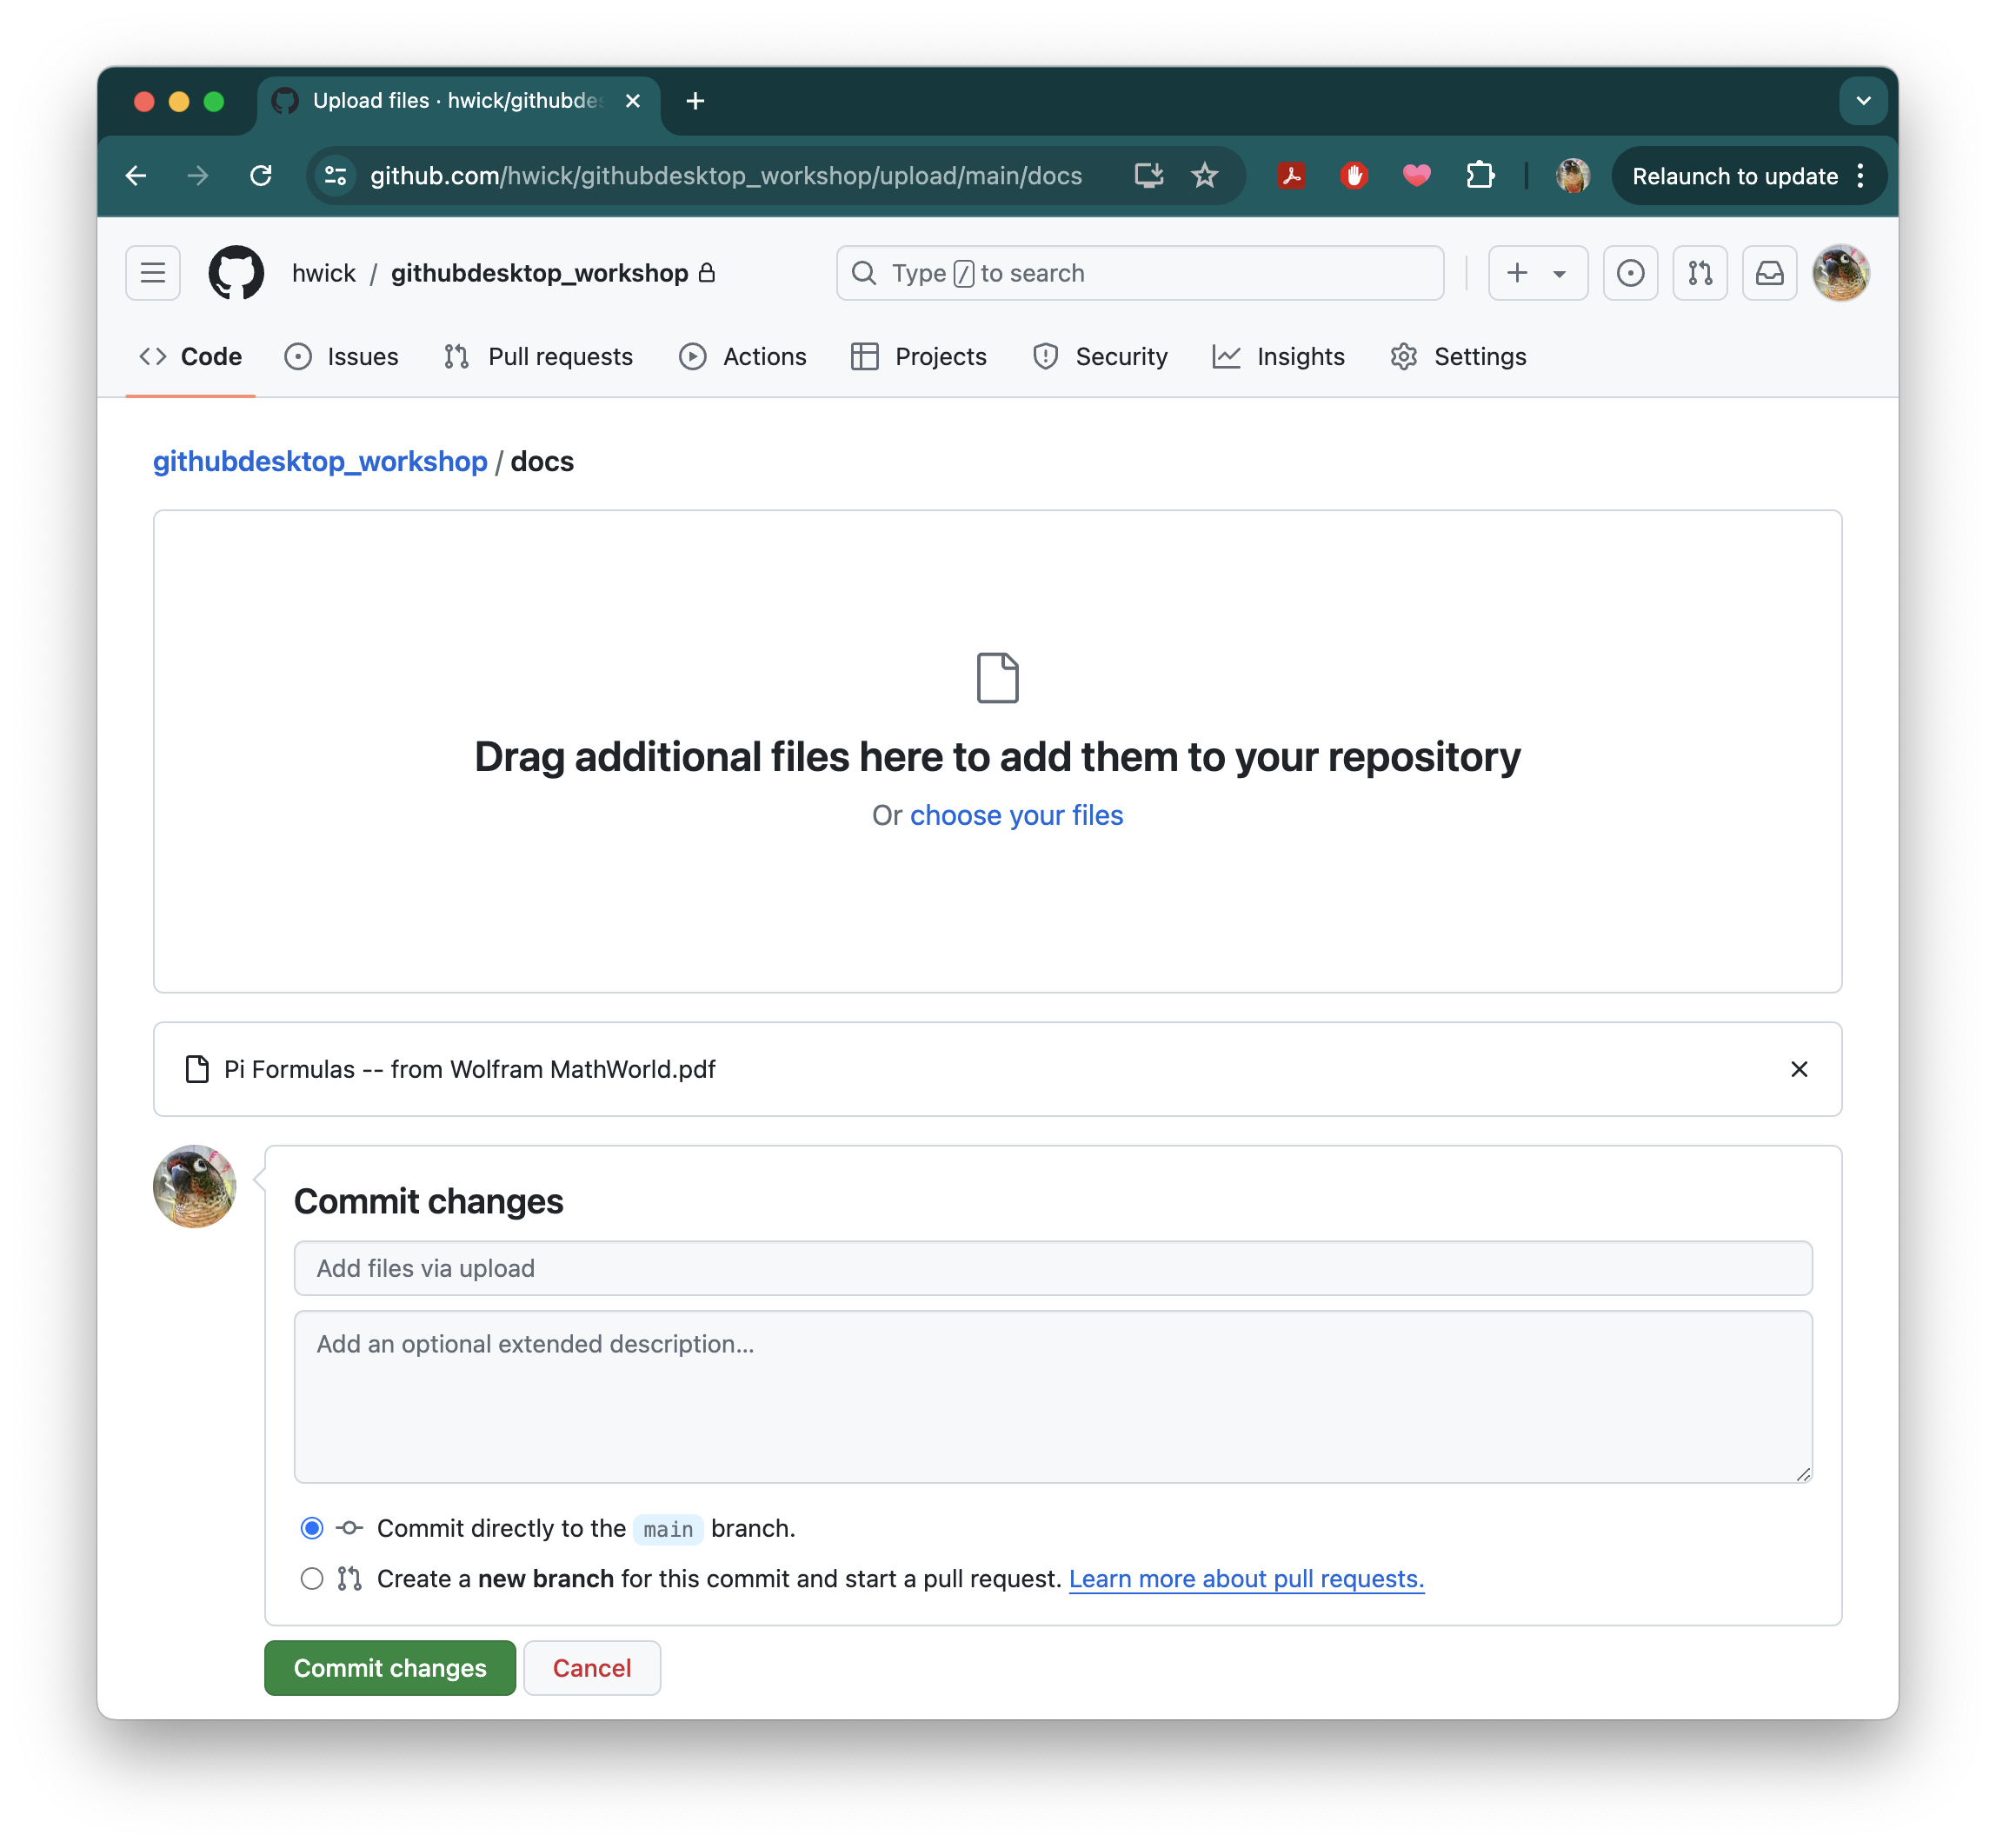 Upload files · hwick/githubdes
github.com/hwick/githubdesktop_workshop/upload/main/docs
Relaunch to update
hwick / githubdesktop_workshop
Type / to search
Code Issues Pull requests Actions Projects Security Insights Settings
githubdesktop_workshop / docs
Drag additional files here to add them to your repository
Or choose your files
Pi Formulas -- from Wolfram MathWorld.pdf
Commit changes
Add files via upload
Add an optional extended description...
Commit directly to the main branch.
Create a new branch for this commit and start a pull request. Learn more about pull requests.
Commit changes Cancel